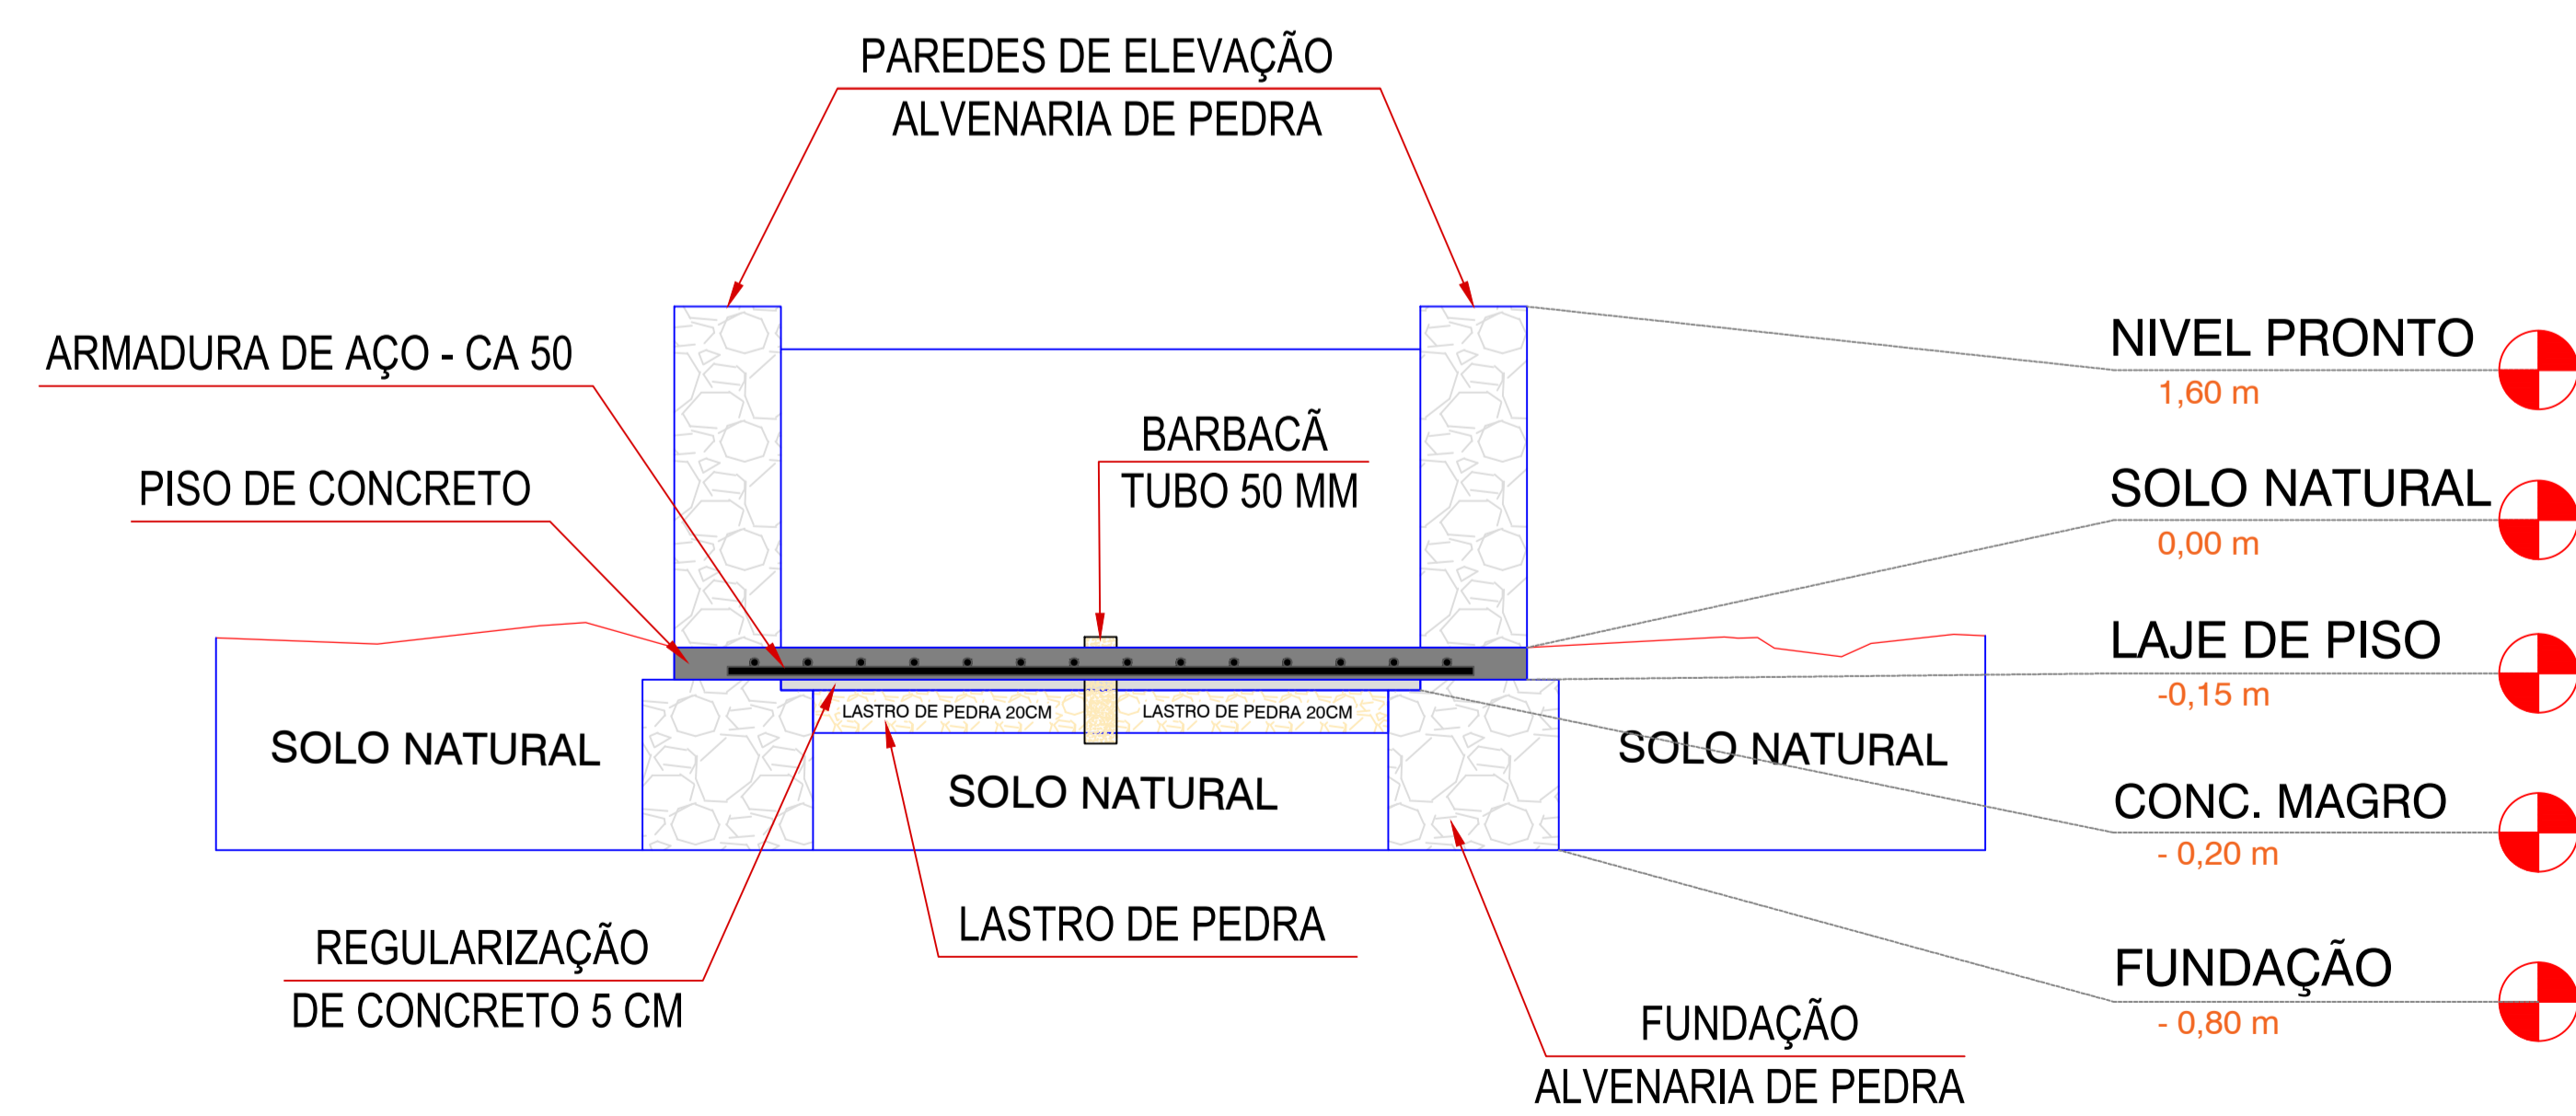 PAREDES DE ELEVAÇÃO
ALVENARIA DE PEDRA
ARMADURA DE AÇO - CA 50
PISO DE CONCRETO
BARBACÃ
TUBO 50 MM
NIVEL PRONTO
1,60 m
SOLO NATURAL
0,00 m
LAJE DE PISO
-0,15 m
CONC. MAGRO
- 0,20 m
FUNDAÇÃO
- 0,80 m
LASTRO DE PEDRA 20CM
LASTRO DE PEDRA 20CM
SOLO NATURAL
SOLO NATURAL
SOLO NATURAL
REGULARIZAÇÃO
DE CONCRETO 5 CM
LASTRO DE PEDRA
FUNDAÇÃO
ALVENARIA DE PEDRA